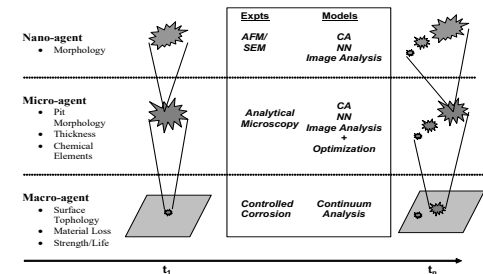 Expts
Models
Nano-agent
• Morphology
AFM/
SEM
CA
NN
Image Analysis
Micro-agent
• Pit
Morphology
• Thickness
• Chemical
Elements
Analytical
Microscopy
CA
NN
Image Analysis
+
Optimization
Macro-agent
• Surface
Tophology
• Material Loss
• Strength/Life
Controlled
Corrosion
Continuum
Analysis
t1
tn